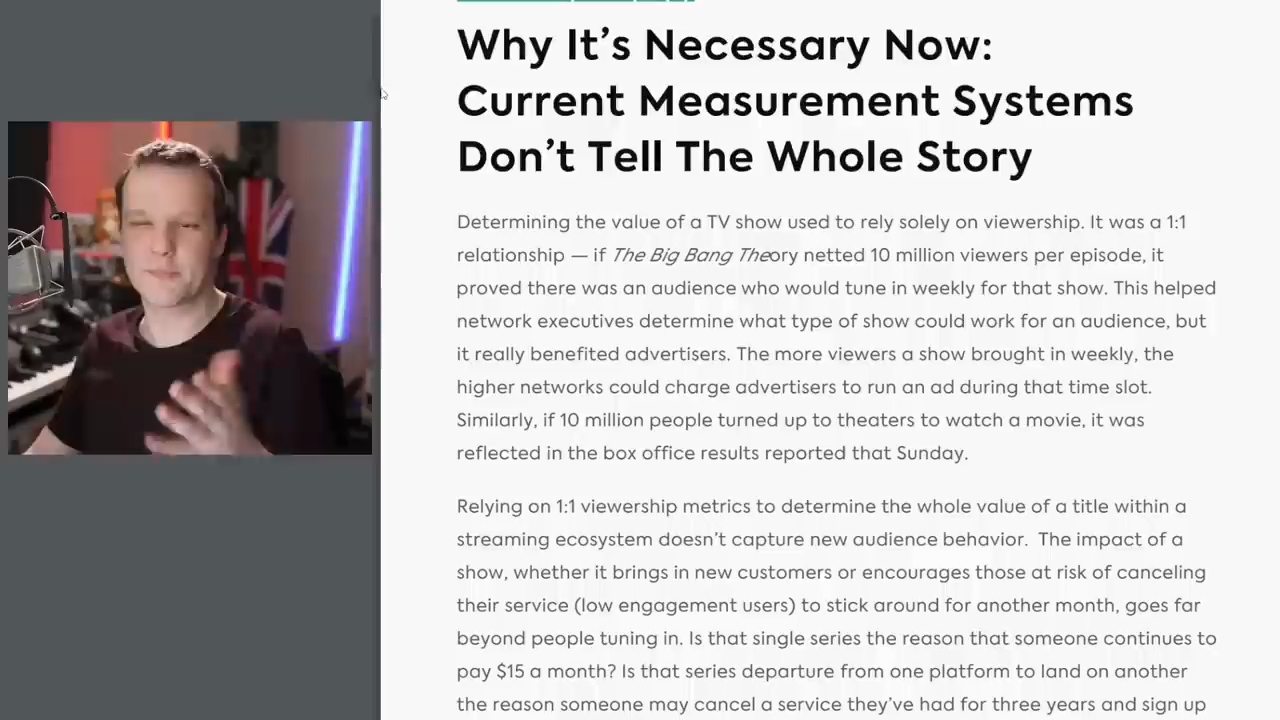 Why It’s Necessary Now:
Current Measurement Systems
Don’t Tell The Whole Story
Determining the value of a TV show used to rely solely on viewership. It was a 1:1
relationship — if The Big Bang Theory netted 10 million viewers per episode, it
proved there was an audience who would tune in weekly for that show. This helped
network executives determine what type of show could work for an audience, but
it really benefited advertisers. The more viewers a show brought in weekly, the
higher networks could charge advertisers to run an ad during that time slot.
Similarly, if 10 million people turned up to theaters to watch a movie, it was
reflected in the box office results reported that Sunday.
Relying on 1:1 viewership metrics to determine the whole value of a title within a
streaming ecosystem doesn’t capture new audience behavior.  The impact of a
show, whether it brings in new customers or encourages those at risk of canceling
their service (low engagement users) to stick around for another month, goes far
beyond people tuning in. Is that single series the reason that someone continues to
pay $15 a month? Is that series departure from one platform to land on another
the reason someone may cancel a service they’ve had for three years and sign up